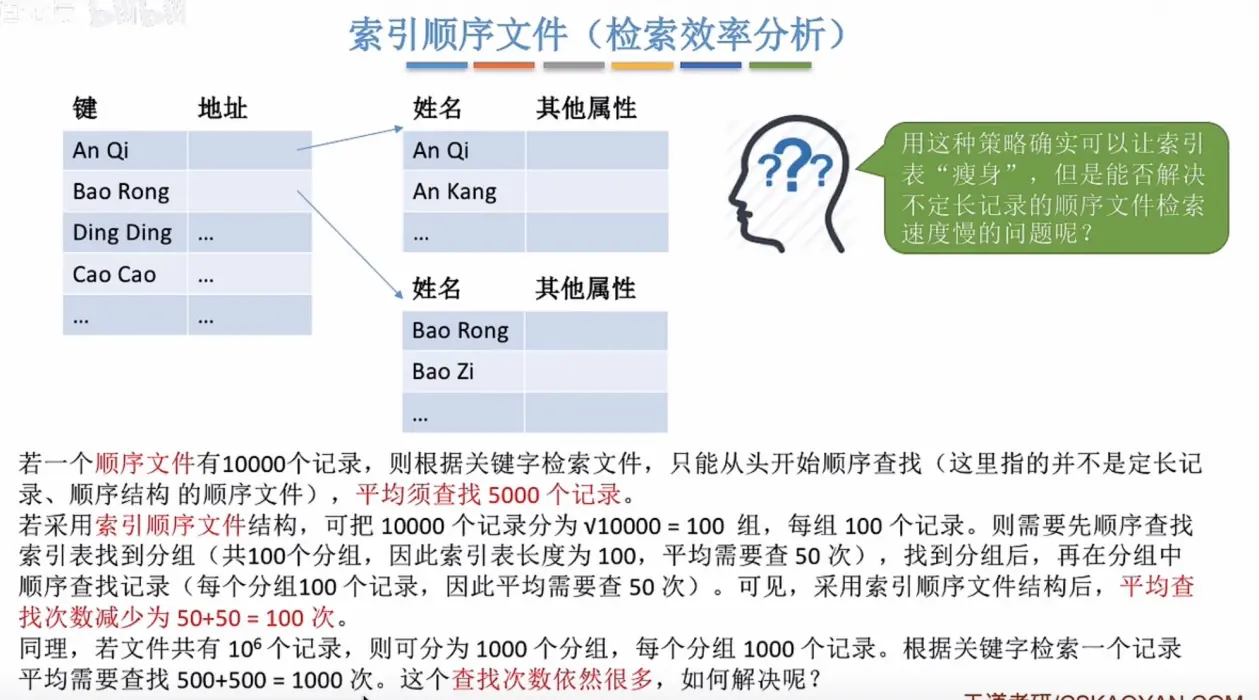 索引顺序文件（检索效率分析）
键 地址
An Qi
Bao Rong
Ding Ding ...
Cao Cao ...
... ...
姓名 其他属性
An Qi
An Kang
...
姓名 其他属性
Bao Rong
Bao Zi
...
???
用这种策略确实可以让索引
表“瘦身”，但是能否解决
不定长记录的顺序文件检索
速度慢的问题呢？
若一个顺序文件有10000个记录，则根据关键字检索文件，只能从头开始顺序查找（这里指的并不是定长记
录、顺序结构 的顺序文件），平均须查找 5000 个记录。
若采用索引顺序文件结构，可把 10000 个记录分为 √10000 = 100 组，每组 100 个记录。则需要先顺序查找
索引表找到分组（共100个分组，因此索引表长度为 100，平均需要查 50 次），找到分组后，再在分组中
顺序查找记录（每个分组100 个记录，因此平均需要查 50 次）。可见，采用索引顺序文件结构后，平均查
找次数减少为 50+50 = 100 次。
同理，若文件共有 10⁶ 个记录，则可分为 1000 个分组，每个分组 1000 个记录。根据关键字检索一个记录
平均需要查找 500+500 = 1000 次。这个查找次数依然很多，如何解决呢？